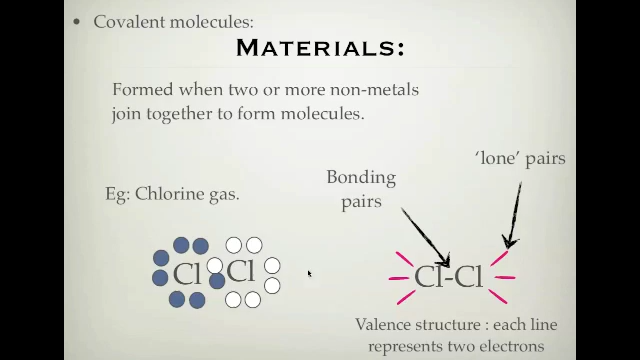 • Covalent molecules:
MATERIALS:
Formed when two or more non-metals
join together to form molecules.
'lone' pairs
Bonding
pairs
Eg: Chlorine gas.
Cl Cl
Cl-Cl
Valence structure : each line
represents two electrons